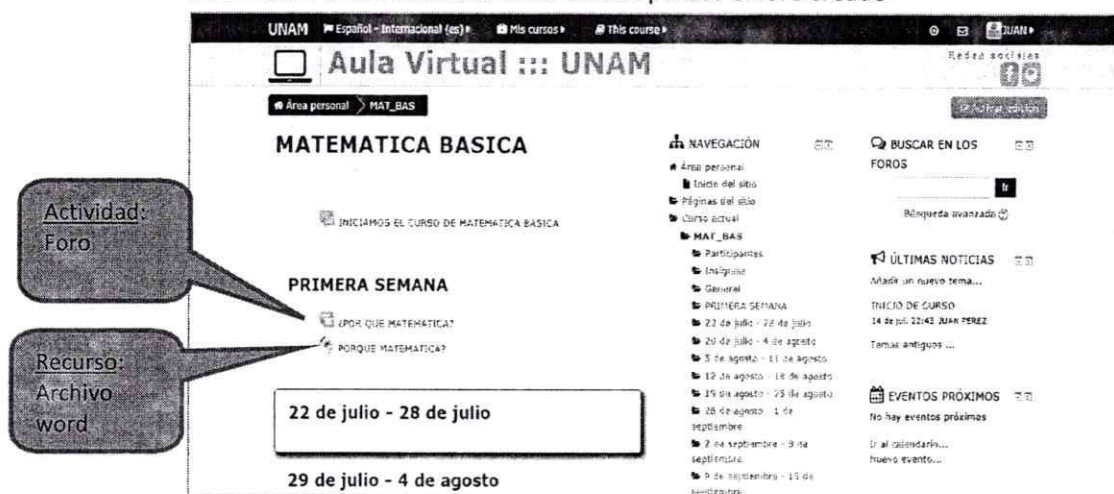 UNAM Español - Internacional (es) Mis cursos This course JUAN
Aula Virtual ::: UNAM
Redes sociales
Área personal MAT_BAS
MATEMATICA BASICA
INICIAMOS EL CURSO DE MATEMATICA BASICA
PRIMERA SEMANA
¿POR QUE MATEMATICA?
PORQUE MATEMATICA?
22 de julio - 28 de julio
29 de julio - 4 de agosto
Actividad:
Foro
Recurso:
Archivo
word
NAVEGACIÓN
Área personal
Inicio del sitio
Páginas del sitio
Curso actual
MAT_BAS
Participantes
Insignias
General
PRIMERA SEMANA
22 de julio - 28 de julio
29 de julio - 4 de agosto
5 de agosto - 11 de agosto
12 de agosto - 18 de agosto
19 de agosto - 25 de agosto
26 de agosto - 1 de
septiembre
2 de septiembre - 8 de
septiembre
9 de septiembre - 15 de
septiembre
BUSCAR EN LOS
FOROS
Ir
Búsqueda avanzada
ÚLTIMAS NOTICIAS
Añadir un nuevo tema...
INICIO DE CURSO
14 de jul, 22:43 JUAN PEREZ
Temas antiguos ...
EVENTOS PRÓXIMOS
No hay eventos próximos
Ir al calendario...
Nuevo evento...